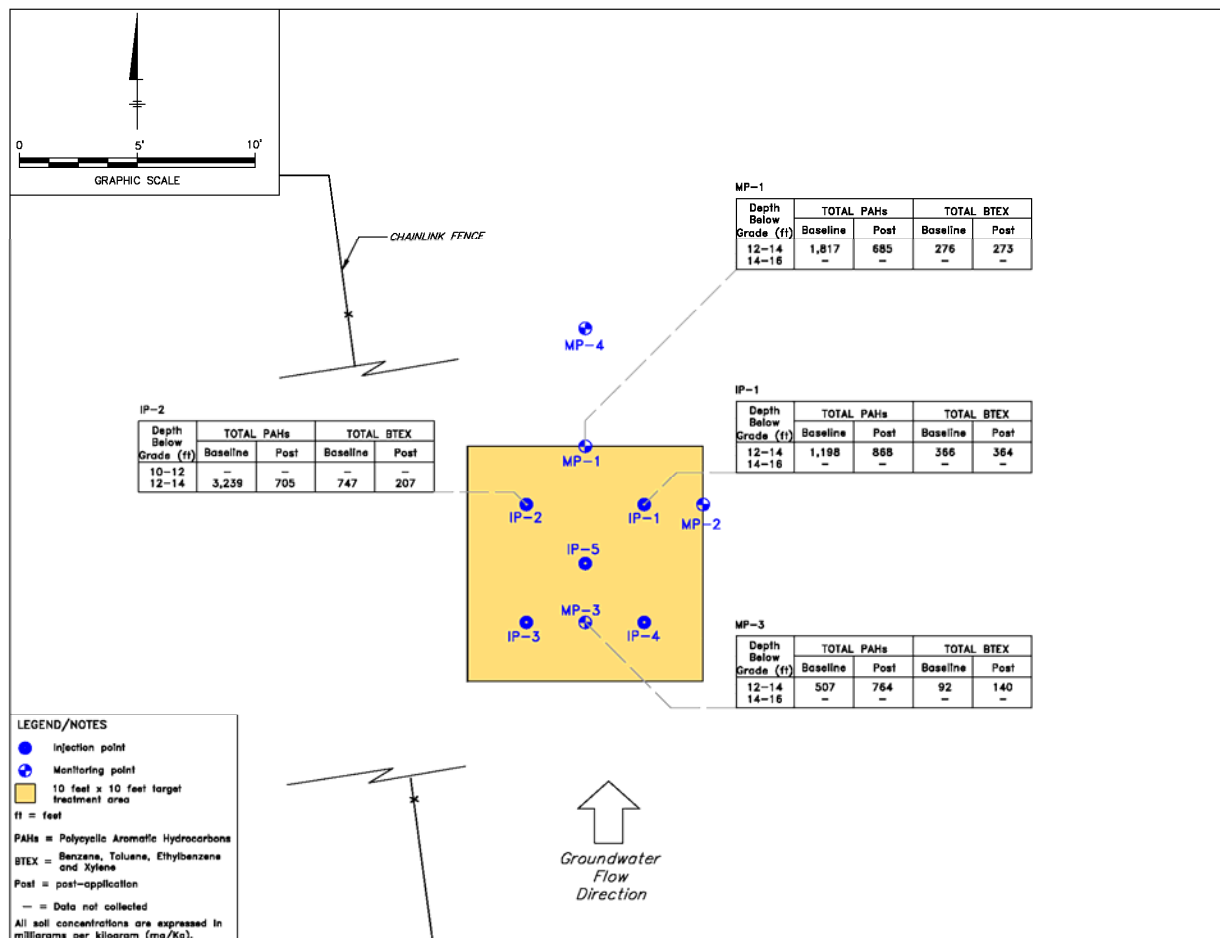 0 5' 10'
GRAPHIC SCALE
CHAINLINK FENCE
MP-1
Depth Below Grade (ft) TOTAL PAHs TOTAL BTEX
Baseline Post Baseline Post
12-14 1,817 685 276 273
14-16 - - - -
MP-4
IP-2
Depth Below Grade (ft) TOTAL PAHs TOTAL BTEX
Baseline Post Baseline Post
10-12 - - - -
12-14 3,239 705 747 207
IP-1
Depth Below Grade (ft) TOTAL PAHs TOTAL BTEX
Baseline Post Baseline Post
12-14 1,198 868 366 364
14-16 - - - -
MP-1
IP-2
IP-1
MP-2
IP-5
MP-3
IP-3
IP-4
MP-3
Depth Below Grade (ft) TOTAL PAHs TOTAL BTEX
Baseline Post Baseline Post
12-14 507 764 92 140
14-16 - - - -
LEGEND/NOTES
Injection point
Monitoring point
10 feet x 10 feet target
treatment area
ft = feet
PAHs = Polycyclic Aromatic Hydrocarbons
BTEX = Benzene, Toluene, Ethylbenzene
and Xylene
Post = post-application
— = Data not collected
All soil concentrations are expressed in
milligrams per kilogram (mg/Kg).
Groundwater
Flow
Direction